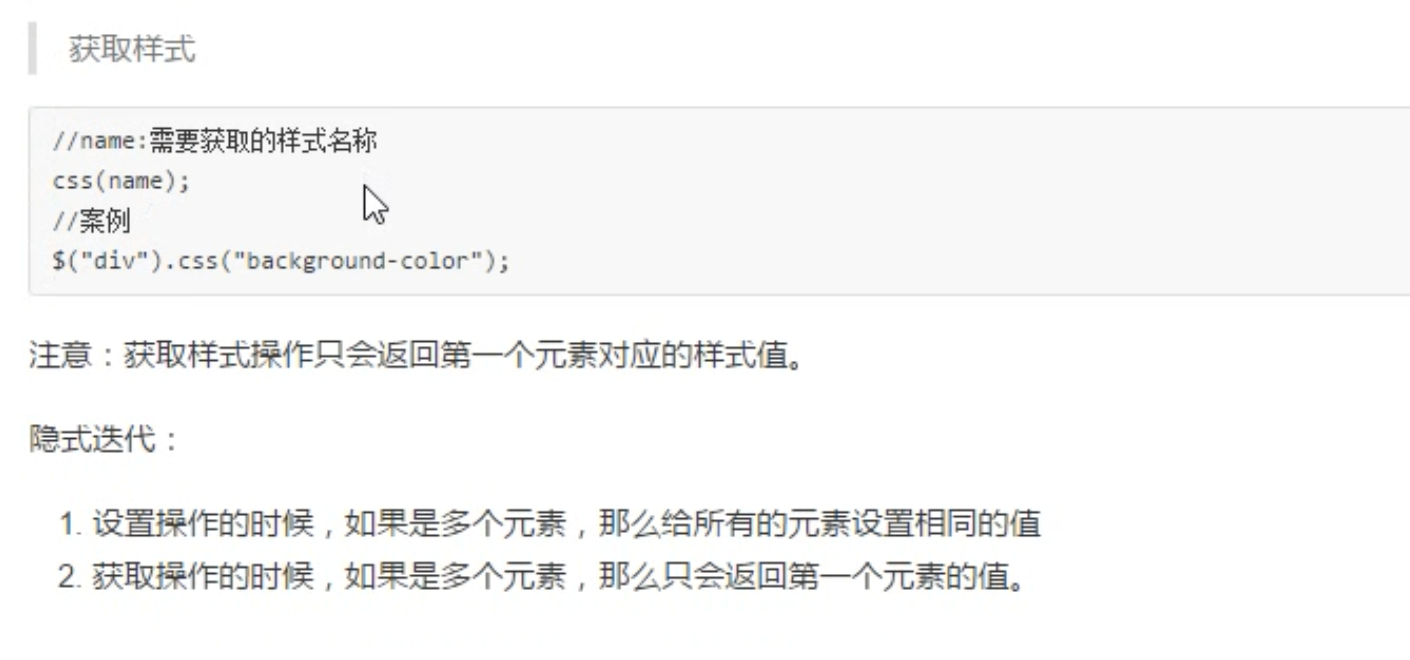 获取样式
//name:需要获取的样式名称
css(name);
//案例
$("div").css("background-color");
注意：获取样式操作只会返回第一个元素对应的样式值。
隐式迭代：
1. 设置操作的时候，如果是多个元素，那么给所有的元素设置相同的值
2. 获取操作的时候，如果是多个元素，那么只会返回第一个元素的值。